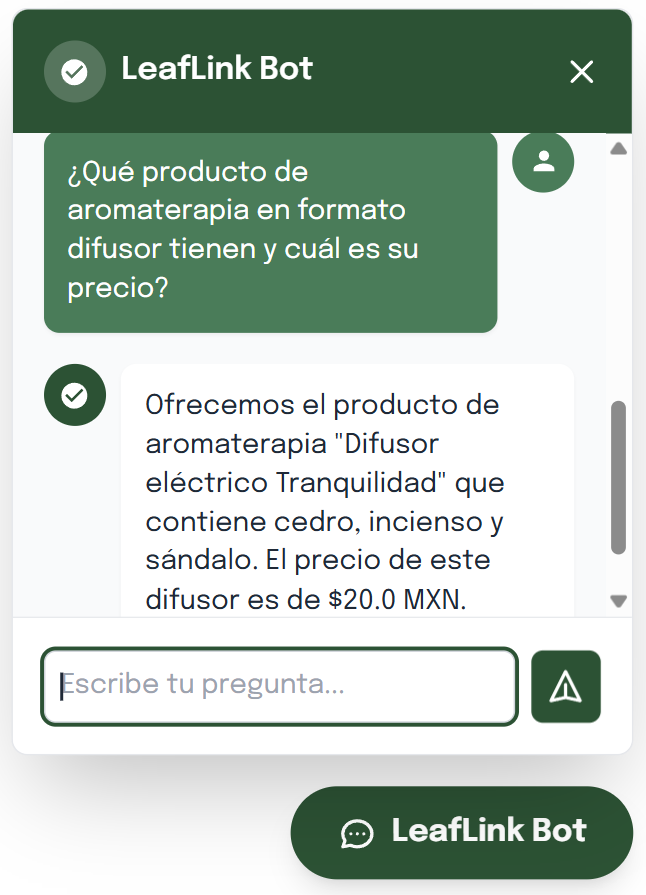 LeafLink Bot
¿Qué producto de
aromaterapia en formato
difusor tienen y cuál es su
precio?
Ofrecemos el producto de
aromaterapia "Difusor
eléctrico Tranquilidad" que
contiene cedro, incienso y
sándalo. El precio de este
difusor es de $20.0 MXN.
Escribe tu pregunta...
LeafLink Bot